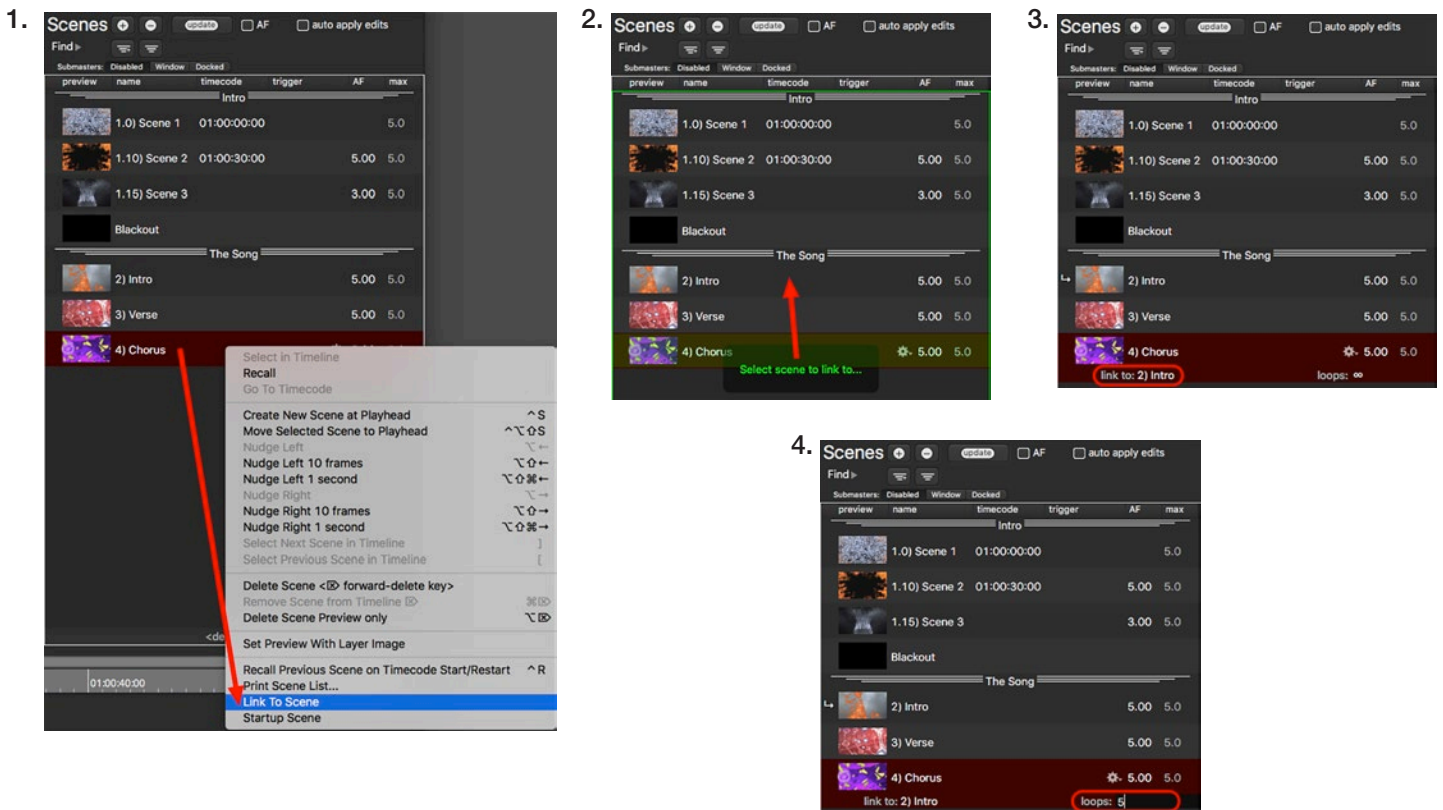 1.
Scenes update AF auto apply edits
Find
Submasters: Disabled Window Docked
preview name timecode trigger AF max
Intro
1.0) Scene 1 01:00:00:00 5.0
1.10) Scene 2 01:00:30:00 5.00 5.0
1.15) Scene 3 3.00 5.0
Blackout
The Song
2) Intro 5.00 5.0
3) Verse 5.00 5.0
4) Chorus
Select in Timeline
Recall
Go To Timecode
Create New Scene at Playhead ^S
Move Selected Scene to Playhead ^⌥⇧S
Nudge Left ⌥←
Nudge Left 10 frames ⌥⇧←
Nudge Left 1 second ⌥⇧⌘←
Nudge Right ⌥→
Nudge Right 10 frames ⌥⇧→
Nudge Right 1 second ⌥⇧⌘→
Select Next Scene in Timeline ]
Select Previous Scene in Timeline [
Delete Scene <⌦ forward-delete key>
Remove Scene from Timeline ⌦ ⌘⌦
Delete Scene Preview only ⌥⌦
Set Preview With Layer Image
Recall Previous Scene on Timecode Start/Restart ^R
Print Scene List...
Link To Scene
Startup Scene
<de
01:00:40:00
2.
Scenes update AF auto apply edits
Find
Submasters: Disabled Window Docked
preview name timecode trigger AF max
Intro
1.0) Scene 1 01:00:00:00 5.0
1.10) Scene 2 01:00:30:00 5.00 5.0
1.15) Scene 3 3.00 5.0
Blackout
The Song
2) Intro 5.00 5.0
3) Verse 5.00 5.0
4) Chorus 5.00 5.0
Select scene to link to...
3.
Scenes update AF auto apply edits
Find
Submasters: Disabled Window Docked
preview name timecode trigger AF max
Intro
1.0) Scene 1 01:00:00:00 5.0
1.10) Scene 2 01:00:30:00 5.00 5.0
1.15) Scene 3 3.00 5.0
Blackout
The Song
2) Intro 5.00 5.0
3) Verse 5.00 5.0
4) Chorus 5.00 5.0
link to: 2) Intro loops: ∞
4.
Scenes update AF auto apply edits
Find
Submasters: Disabled Window Docked
preview name timecode trigger AF max
Intro
1.0) Scene 1 01:00:00:00 5.0
1.10) Scene 2 01:00:30:00 5.00 5.0
1.15) Scene 3 3.00 5.0
Blackout
The Song
2) Intro 5.00 5.0
3) Verse 5.00 5.0
4) Chorus 5.00 5.0
link to: 2) Intro loops: 5